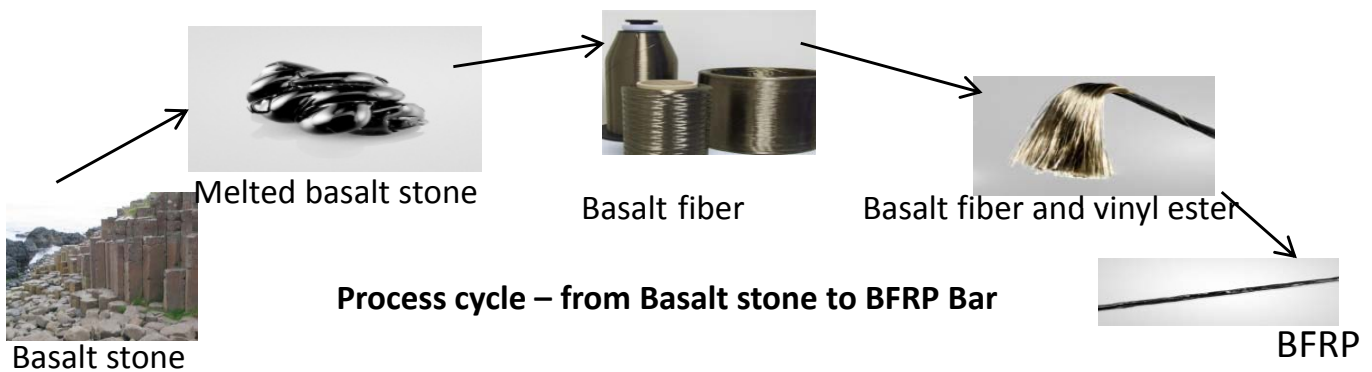 Melted basalt stone
Basalt fiber
Basalt fiber and vinyl ester
Process cycle – from Basalt stone to BFRP Bar
Basalt stone
BFRP